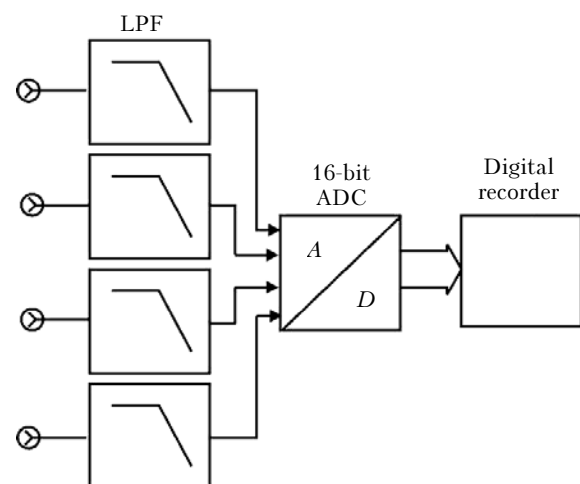 LPF
16-bit
ADC
Digital
recorder
A
D